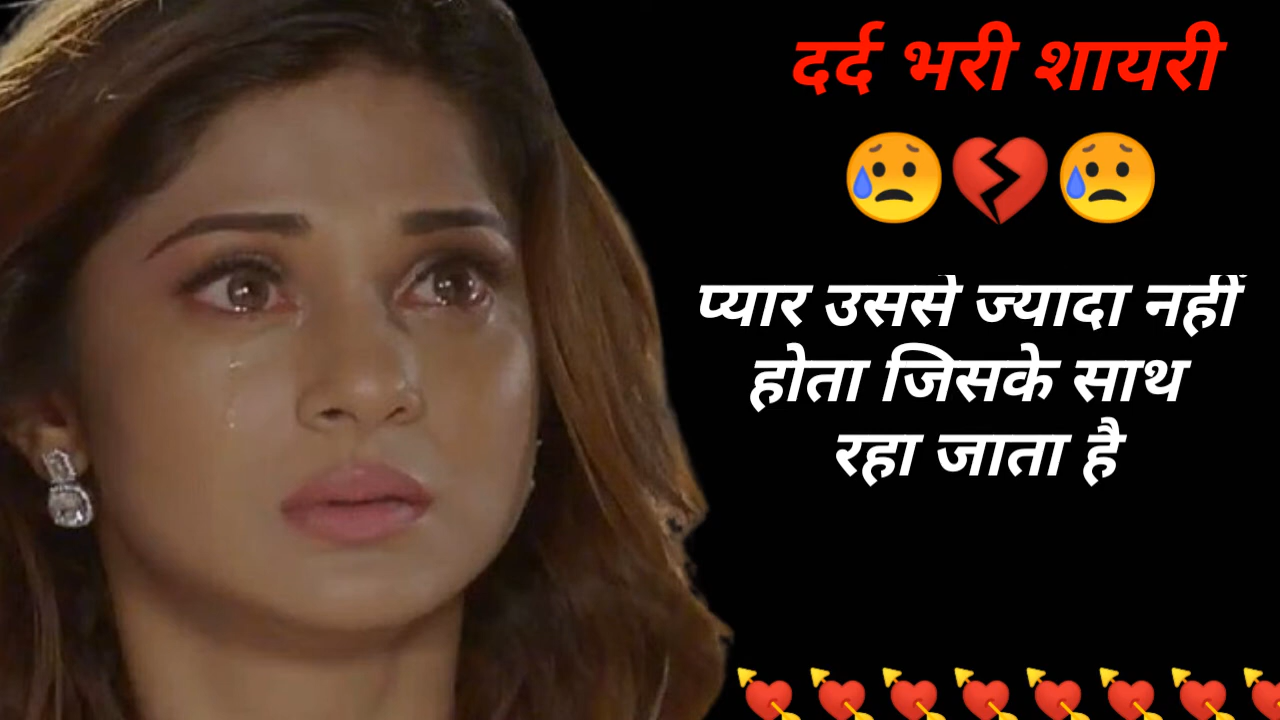 दर्द भरी शायरी
😥💔😥
प्यार उससे ज्यादा नहीं
होता जिसके साथ
रहा जाता है
💘💘💘💘💘💘💘💘